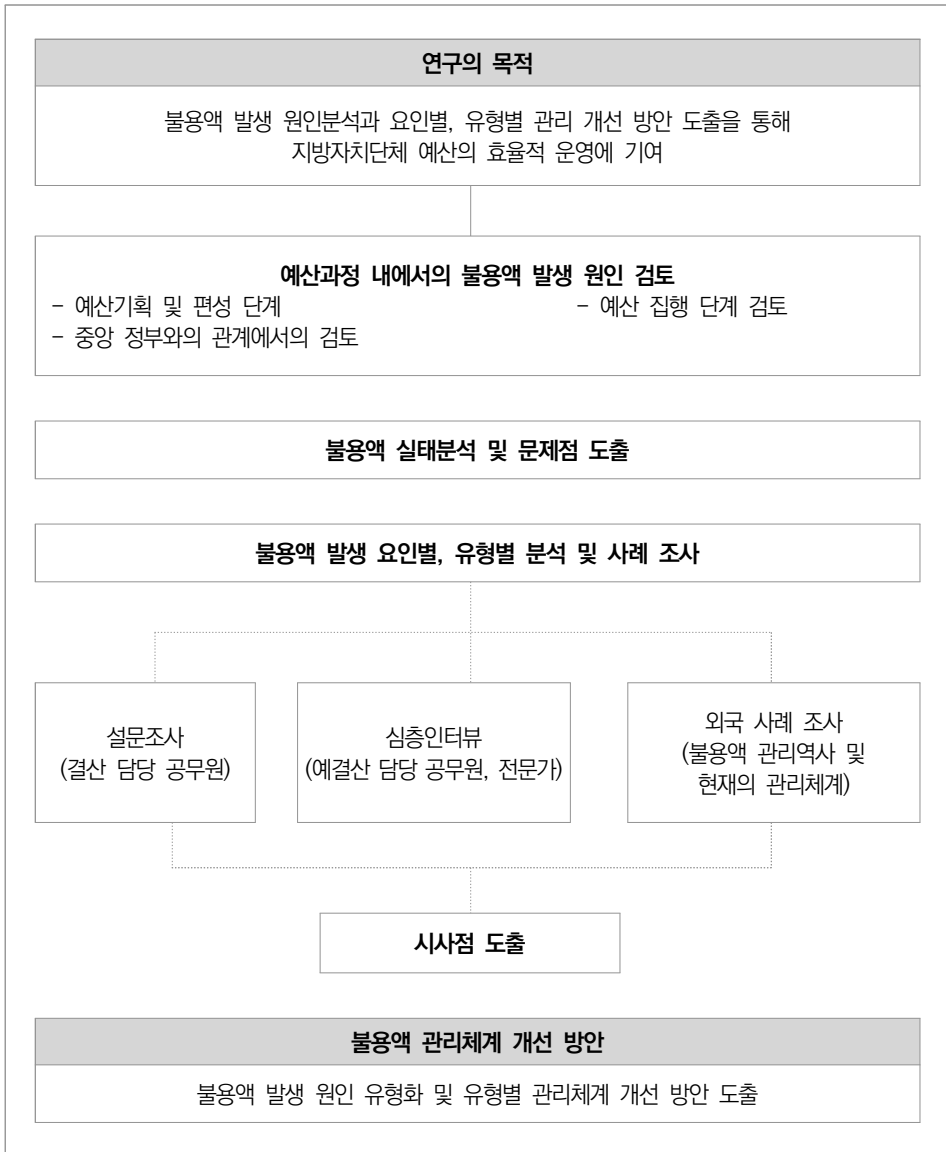 연구의 목적
불용액 발생 원인분석과 요인별, 유형별 관리 개선 방안 도출을 통해
지방자치단체 예산의 효율적 운영에 기여
예산과정 내에서의 불용액 발생 원인 검토
- 예산기획 및 편성 단계
- 예산 집행 단계 검토
- 중앙 정부와의 관계에서의 검토
불용액 실태분석 및 문제점 도출
불용액 발생 요인별, 유형별 분석 및 사례 조사
설문조사
(결산 담당 공무원)
심층인터뷰
(예결산 담당 공무원, 전문가)
외국 사례 조사
(불용액 관리역사 및
현재의 관리체계)
시사점 도출
불용액 관리체계 개선 방안
불용액 발생 원인 유형화 및 유형별 관리체계 개선 방안 도출